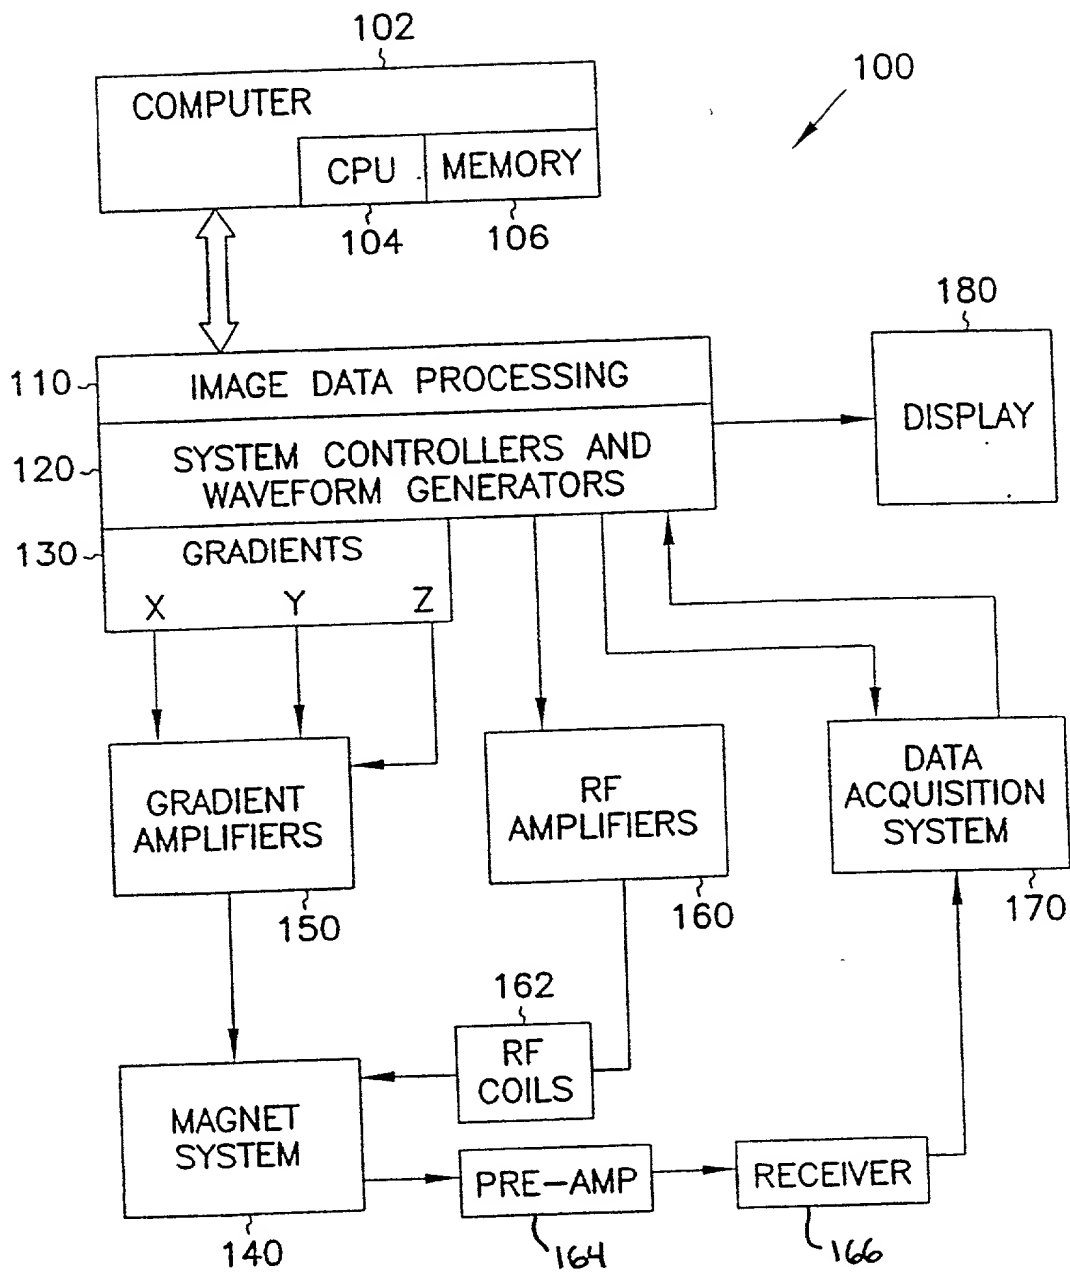 102
100
COMPUTER
CPU
MEMORY
104
106
180
110
IMAGE DATA PROCESSING
DISPLAY
120
SYSTEM CONTROLLERS AND
WAVEFORM GENERATORS
130
GRADIENTS
X
Y
Z
GRADIENT
AMPLIFIERS
RF
AMPLIFIERS
DATA
ACQUISITION
SYSTEM
150
160
170
162
RF
COILS
MAGNET
SYSTEM
PRE-AMP
RECEIVER
140
164
166